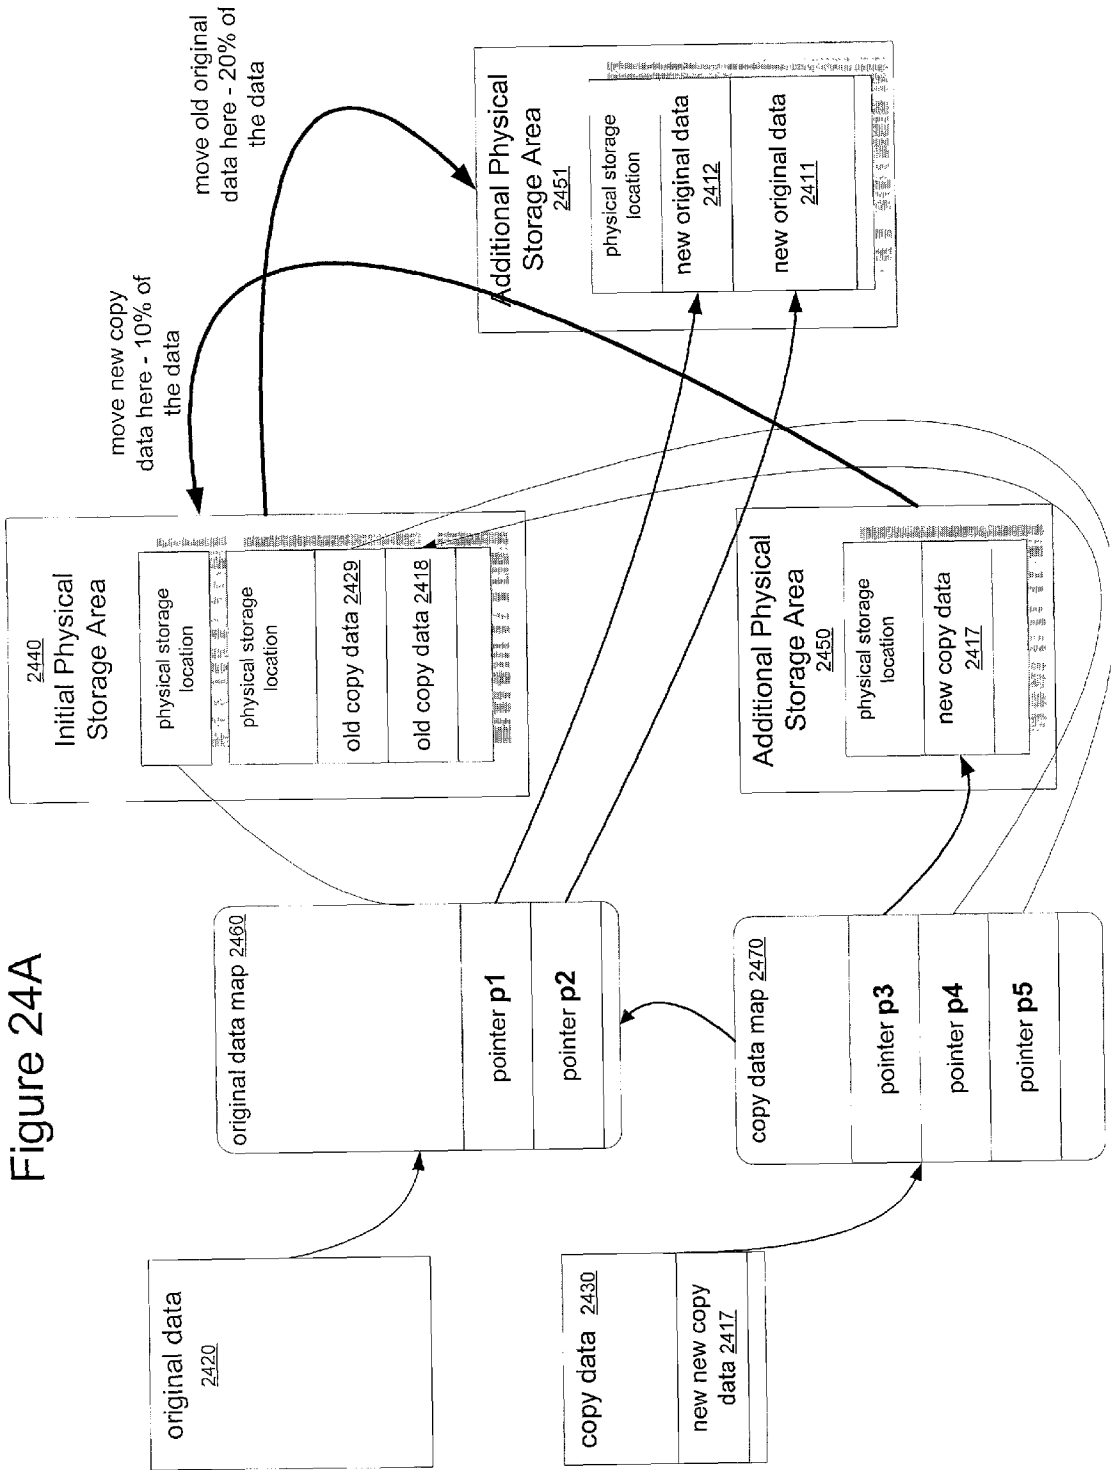 Figure 24A
original data
2420
copy data 2430
new new copy
data 2417
original data map 2460
pointer p1
pointer p2
copy data map 2470
pointer p3
pointer p4
pointer p5
2440
Initial Physical
Storage Area
physical storage
location
physical storage
location
old copy data 2429
old copy data 2418
Additional Physical
Storage Area
2450
physical storage
location
new copy data
2417
move new copy
data here - 10% of
the data
move old original
data here - 20% of
the data
Additional Physical
Storage Area
2451
physical storage
location
new original data
2412
new original data
2411